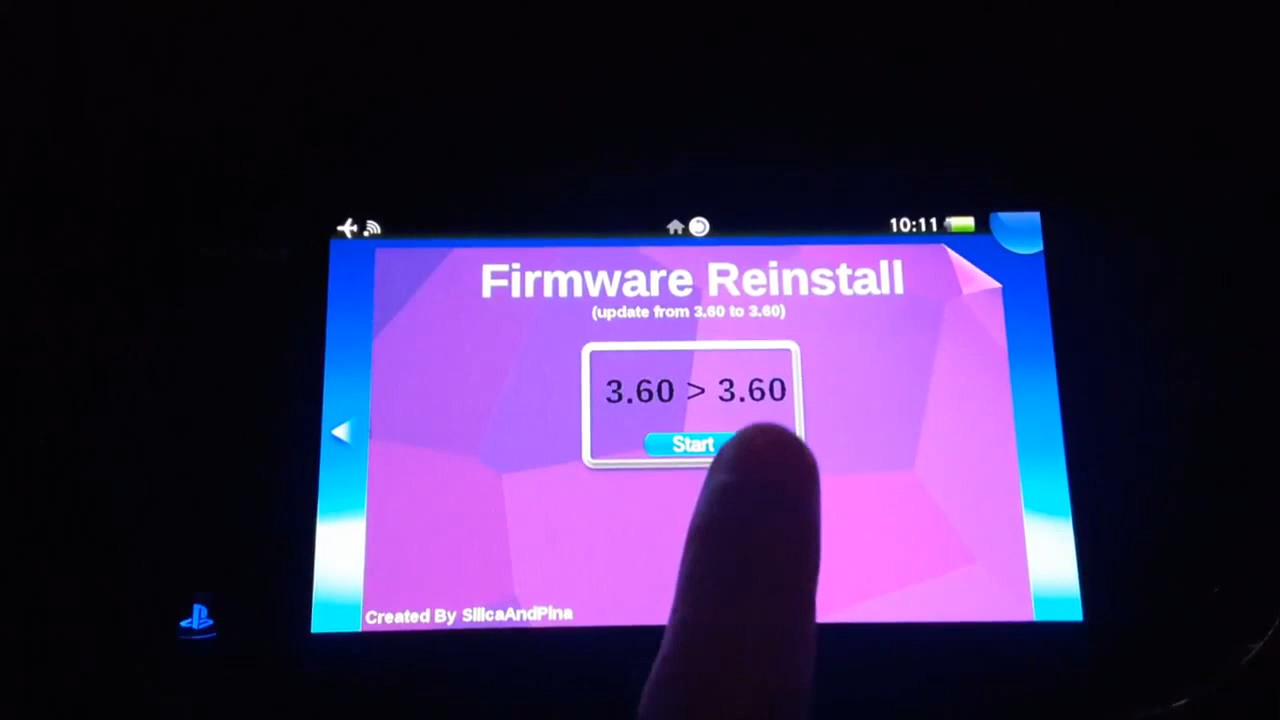 10:11
Firmware Reinstall
(update from 3.60 to 3.60)
3.60 > 3.60
Start
Created By SilicaAndPina